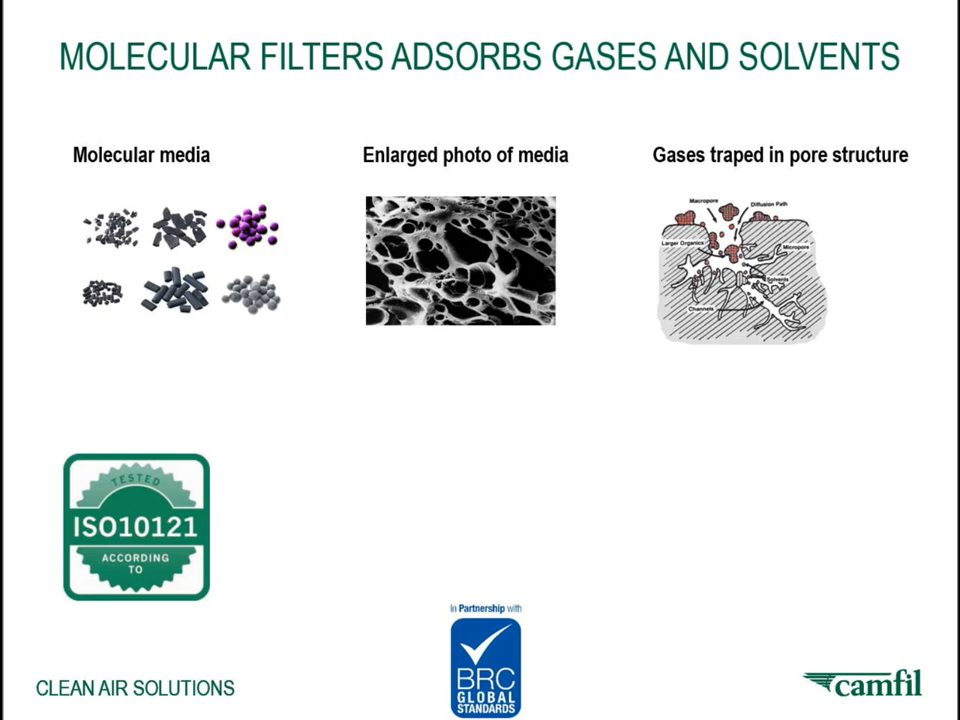 MOLECULAR FILTERS ADSORBS GASES AND SOLVENTS
Molecular media
Enlarged photo of media
Gases traped in pore structure
Macropore
Diffusion Path
Larger Organics
Micropore
Solvents
Channels
TESTED
ISO10121
ACCORDING
TO
In Partnership with
BRC
GLOBAL
STANDARDS
CLEAN AIR SOLUTIONS
camfil